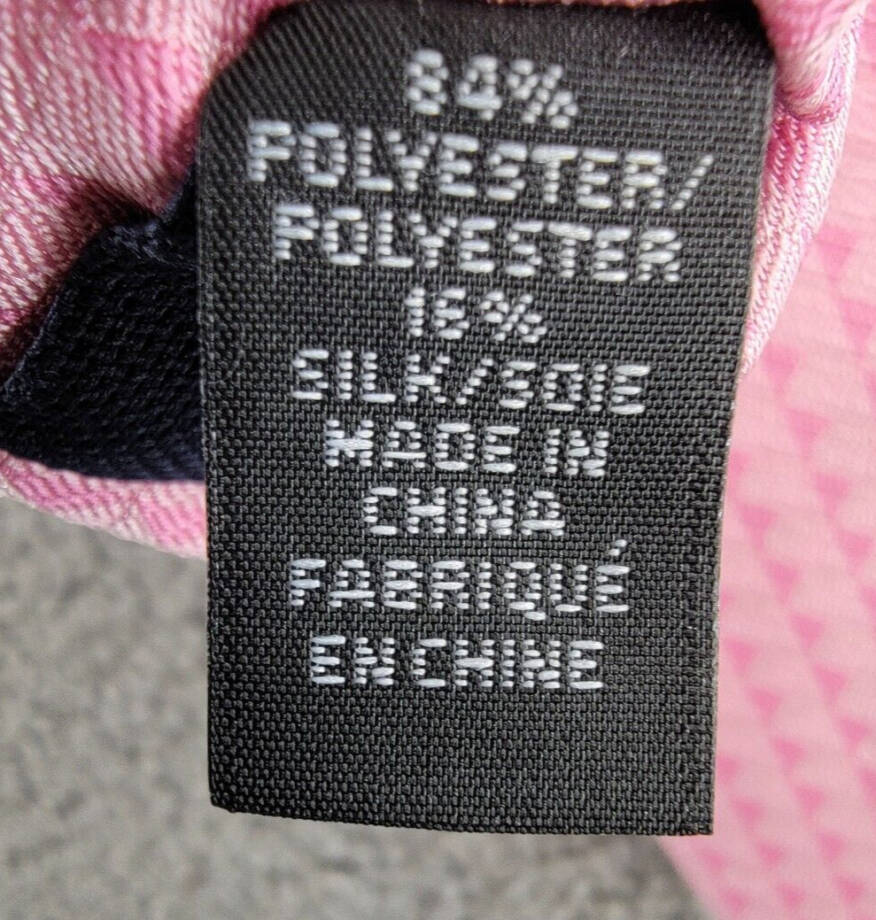 84%
POLYESTER/
POLYESTER
16%
SILK/SOIE
MADE IN
CHINA
FABRIQUÉ
EN CHINE